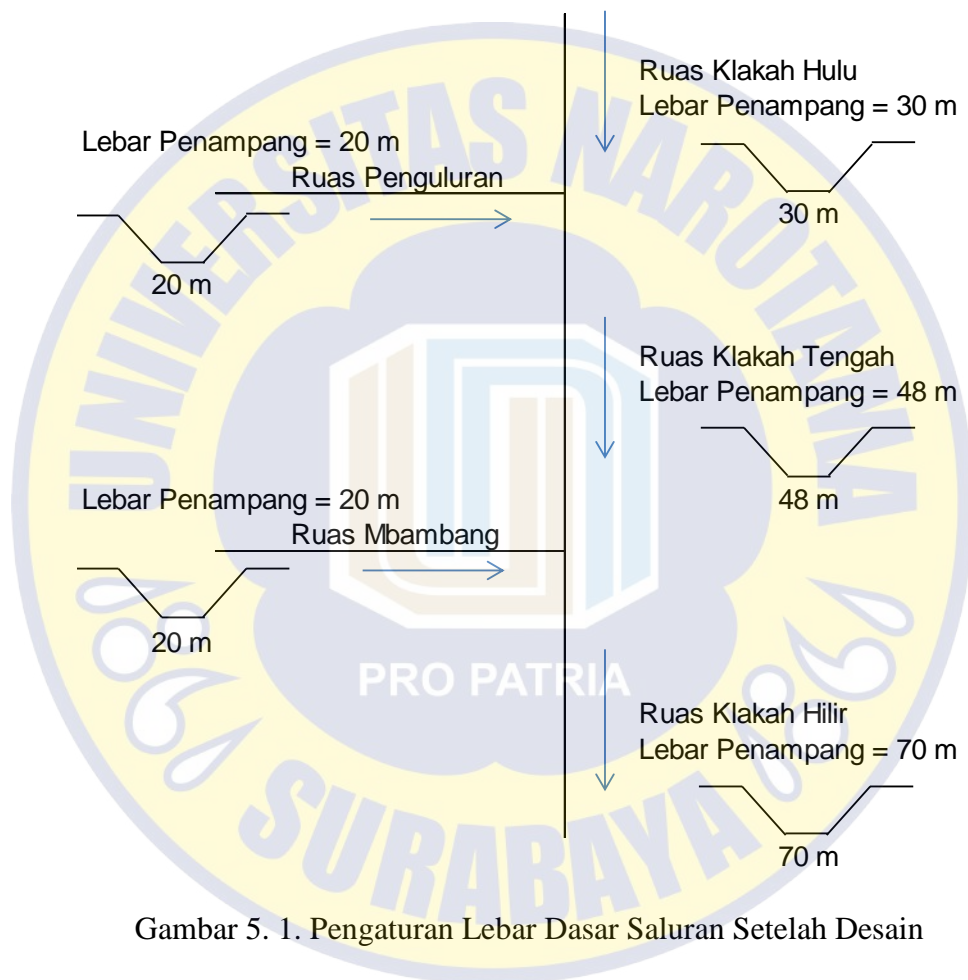 Ruas Klakah Hulu
Lebar Penampang = 30 m
30 m
Lebar Penampang = 20 m
Ruas Penguluran
20 m
Ruas Klakah Tengah
Lebar Penampang = 48 m
48 m
Lebar Penampang = 20 m
Ruas Mbambang
20 m
Ruas Klakah Hilir
Lebar Penampang = 70 m
70 m
UNIVERSITAS NAROTAMA
PRO PATRIA
SURABAYA
Gambar 5. 1. Pengaturan Lebar Dasar Saluran Setelah Desain